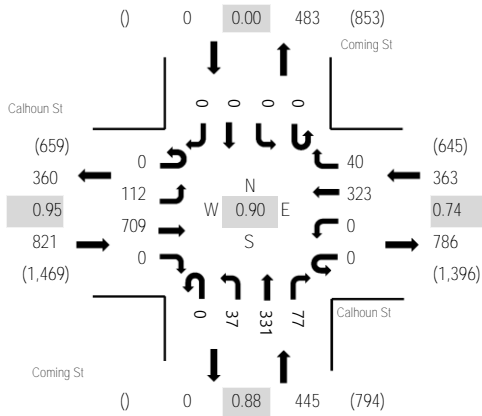 () 0 0.00 483 (853)
Coming St
Calhoun St
0 0 0 0
(659) (645)
0 40
360 363
112 N 323
0.95 W 0.90 E 0.74
709 0
821 S 786
0 0
(1,469) (1,396)
0 37 331 77
Calhoun St
Coming St
() 0 0.88 445 (794)